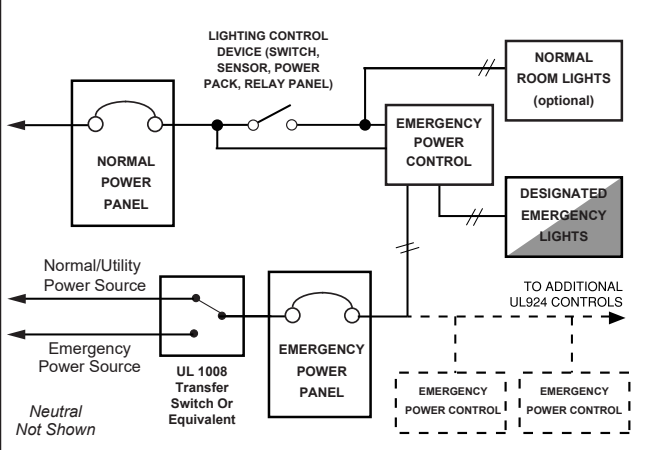 LIGHTING CONTROL
DEVICE (SWITCH,
SENSOR, POWER
PACK, RELAY PANEL)
NORMAL
ROOM LIGHTS
(optional)
NORMAL
POWER
PANEL
EMERGENCY
POWER
CONTROL
DESIGNATED
EMERGENCY
LIGHTS
Normal/Utility
Power Source
Emergency
Power Source
UL 1008
Transfer
Switch Or
Equivalent
EMERGENCY
POWER
PANEL
TO ADDITIONAL
UL924 CONTROLS
EMERGENCY
POWER CONTROL
EMERGENCY
POWER CONTROL
Neutral
Not Shown